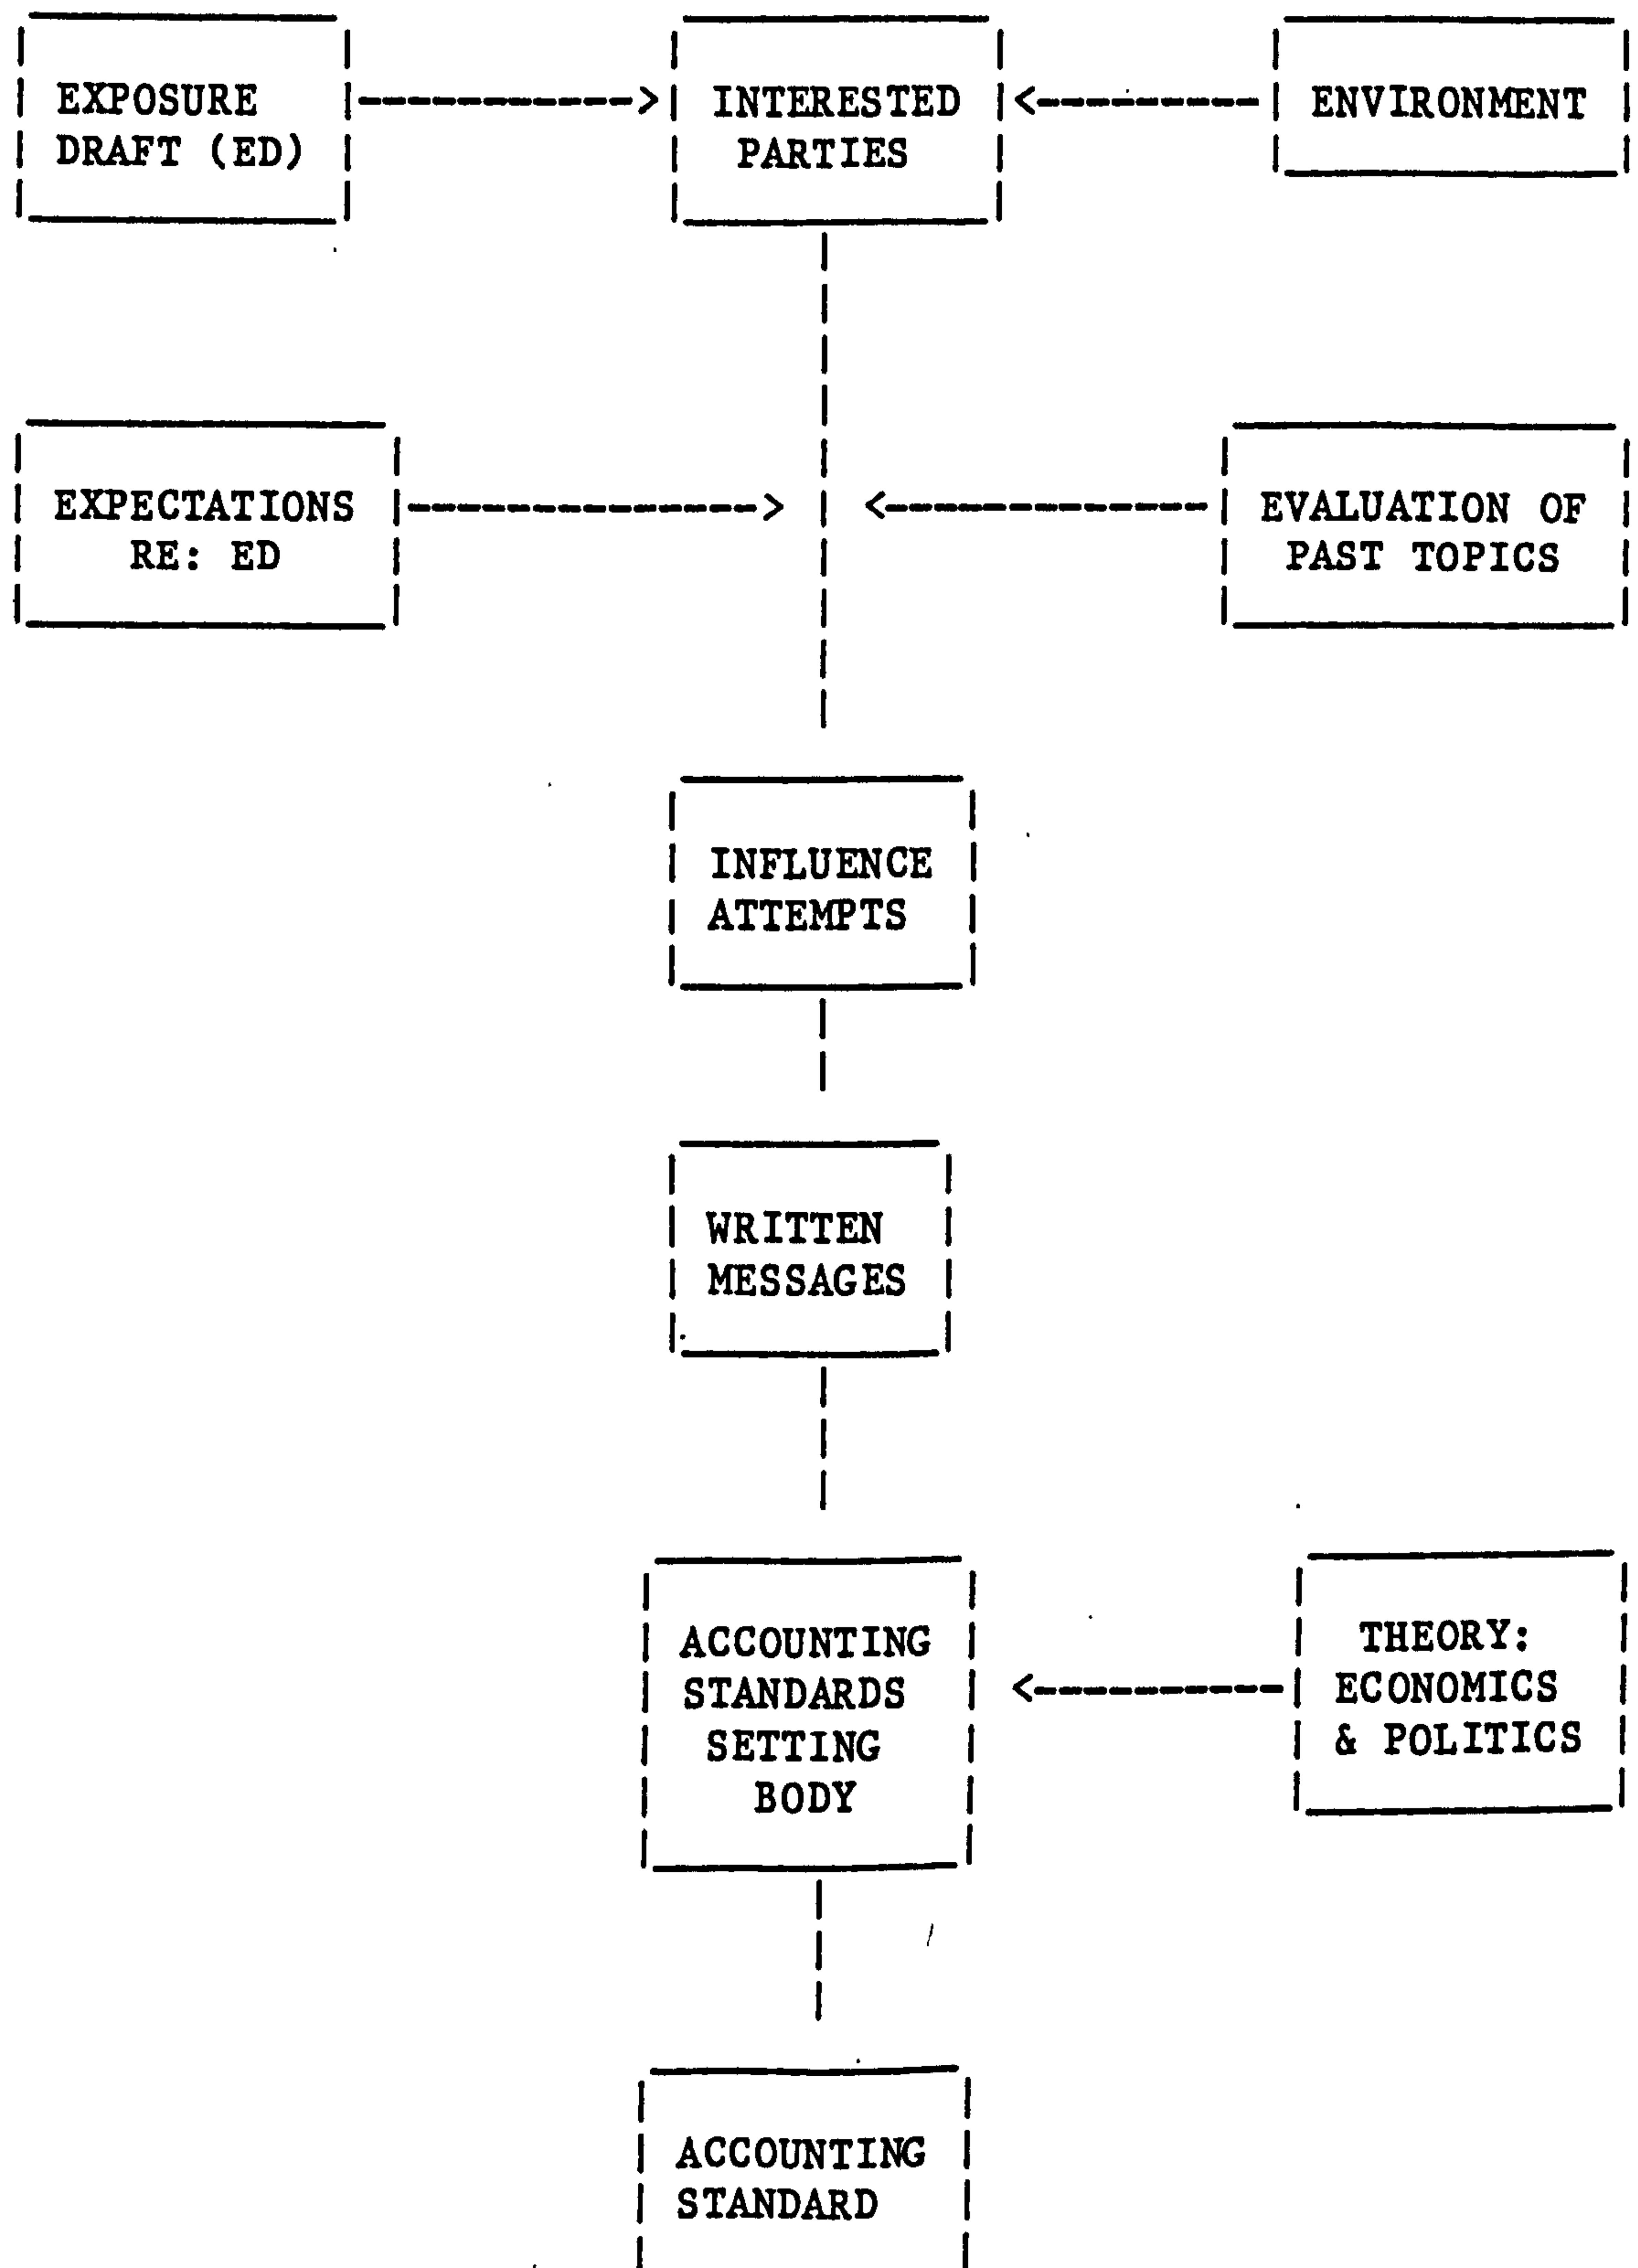 EXPOSURE
DRAFT (ED)
INTERESTED
PARTIES
ENVIRONMENT
EXPECTATIONS
RE: ED
EVALUATION OF
PAST TOPICS
INFLUENCE
ATTEMPTS
WRITTEN
MESSAGES
ACCOUNTING
STANDARDS
SETTING
BODY
THEORY:
ECONOMICS
& POLITICS
ACCOUNTING
STANDARD